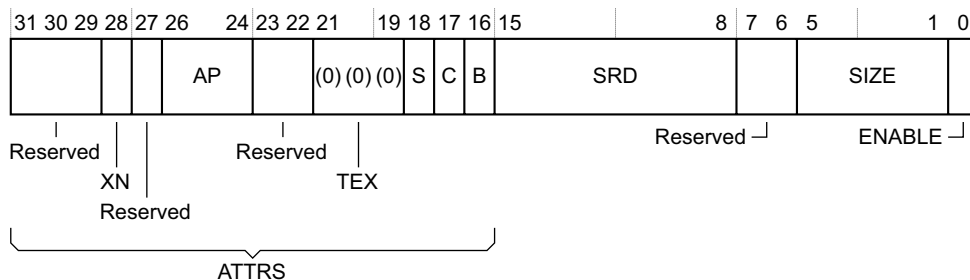 31 30 29 28 27 26 24 23 22 21 19 18 17 16 15 8 7 6 5 1 0
AP (0) (0) (0) S C B SRD SIZE
Reserved Reserved Reserved ENABLE
XN TEX
Reserved
ATTRS